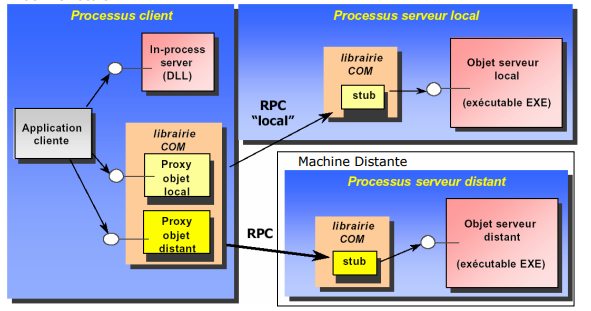 Processus client
In-process
server
(DLL)
Application
cliente
librairie
COM
Proxy
objet
local
Proxy
objet
distant
RPC
"local"
RPC
Processus serveur local
librairie
COM
stub
Objet serveur
local
(exécutable EXE)
Machine Distante
Processus serveur distant
librairie
COM
stub
Objet serveur
distant
(exécutable EXE)